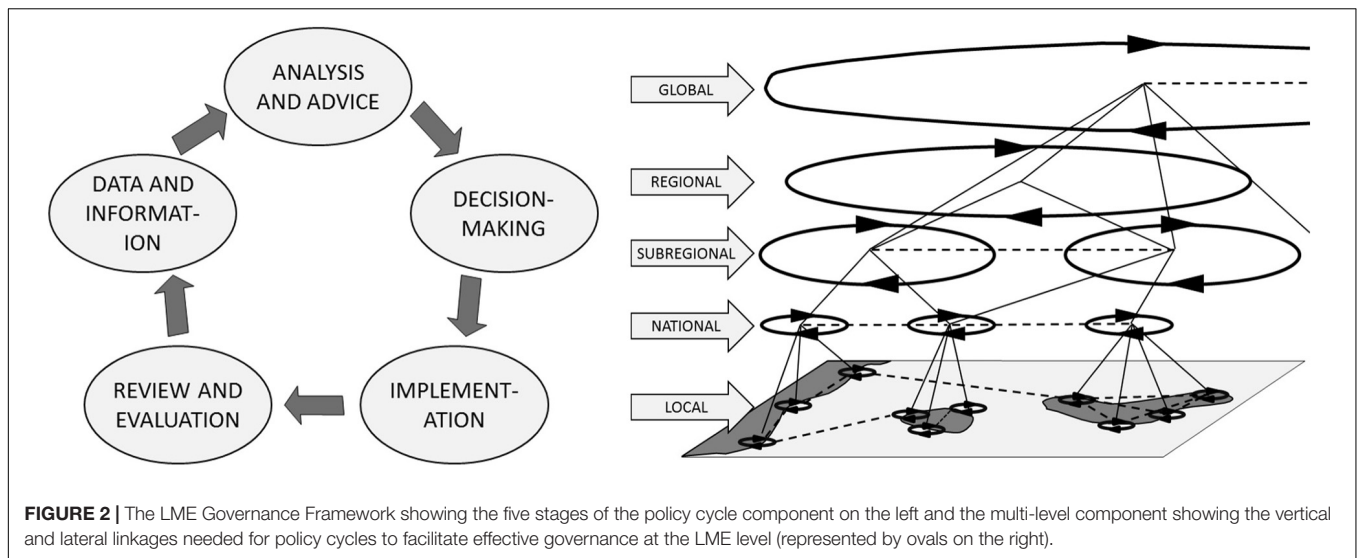 ANALYSIS
AND ADVICE
DECISION-
MAKING
IMPLEMENT-
ATION
REVIEW AND
EVALUATION
DATA AND
INFORMAT-
ION
GLOBAL
REGIONAL
SUBREGIONAL
NATIONAL
LOCAL
FIGURE 2 | The LME Governance Framework showing the five stages of the policy cycle component on the left and the multi-level component showing the vertical
and lateral linkages needed for policy cycles to facilitate effective governance at the LME level (represented by ovals on the right).